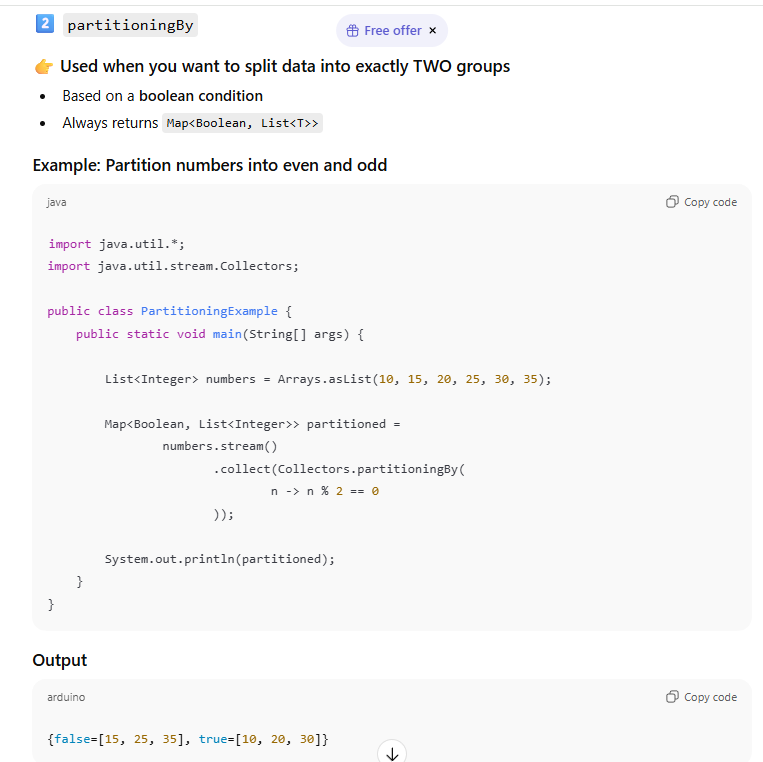 2 partitioningBy
Free offer ×
👉 Used when you want to split data into exactly TWO groups
• Based on a boolean condition
• Always returns Map<Boolean, List<T>>
Example: Partition numbers into even and odd
java
Copy code
import java.util.*;
import java.util.stream.Collectors;
public class PartitioningExample {
    public static void main(String[] args) {
        List<Integer> numbers = Arrays.asList(10, 15, 20, 25, 30, 35);
        Map<Boolean, List<Integer>> partitioned =
                numbers.stream()
                       .collect(Collectors.partitioningBy(
                               n -> n % 2 == 0
                       ));
        System.out.println(partitioned);
    }
}
Output
arduino
Copy code
{false=[15, 25, 35], true=[10, 20, 30]}